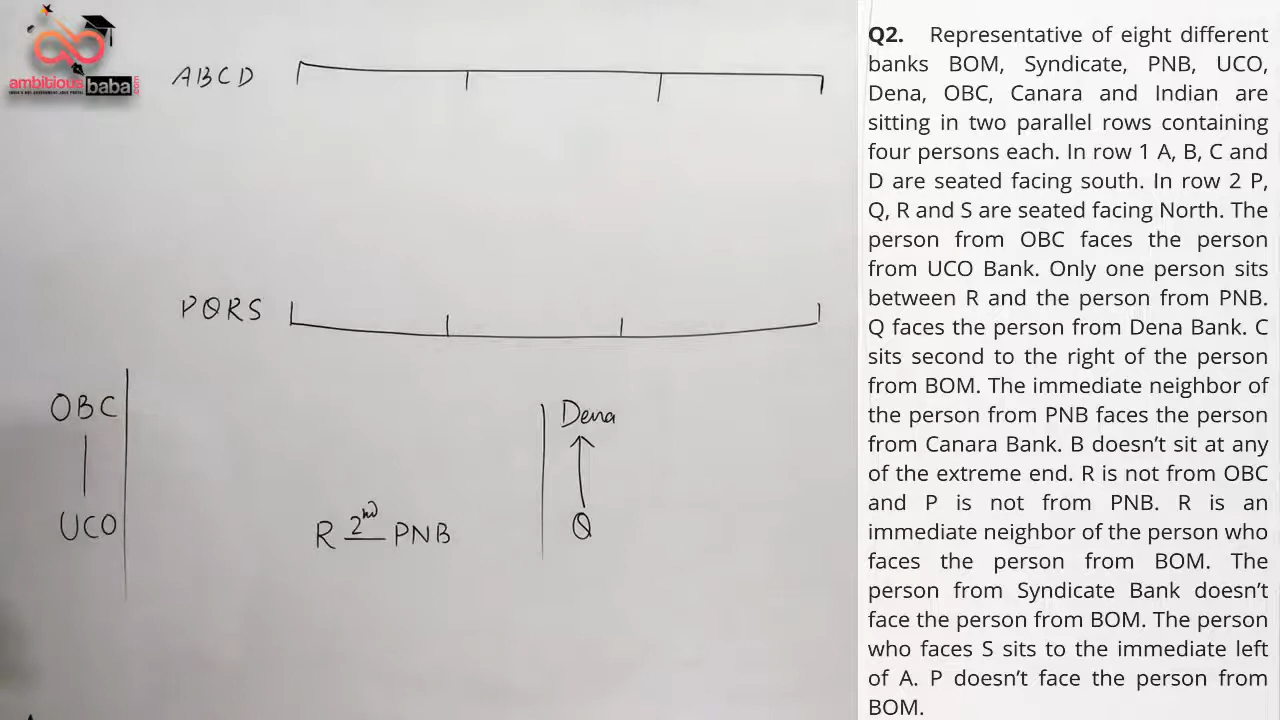 ambitiousbaba.com
ABCD
PQRS
OBC
UCO
R 2nd PNB
Dena
Q
Q2. Representative of eight different
banks BOM, Syndicate, PNB, UCO,
Dena, OBC, Canara and Indian are
sitting in two parallel rows containing
four persons each. In row 1 A, B, C and
D are seated facing south. In row 2 P,
Q, R and S are seated facing North. The
person from OBC faces the person
from UCO Bank. Only one person sits
between R and the person from PNB.
Q faces the person from Dena Bank. C
sits second to the right of the person
from BOM. The immediate neighbor of
the person from PNB faces the person
from Canara Bank. B doesn't sit at any
of the extreme end. R is not from OBC
and P is not from PNB. R is an
immediate neighbor of the person who
faces the person from BOM. The
person from Syndicate Bank doesn't
face the person from BOM. The person
who faces S sits to the immediate left
of A. P doesn't face the person from
BOM.